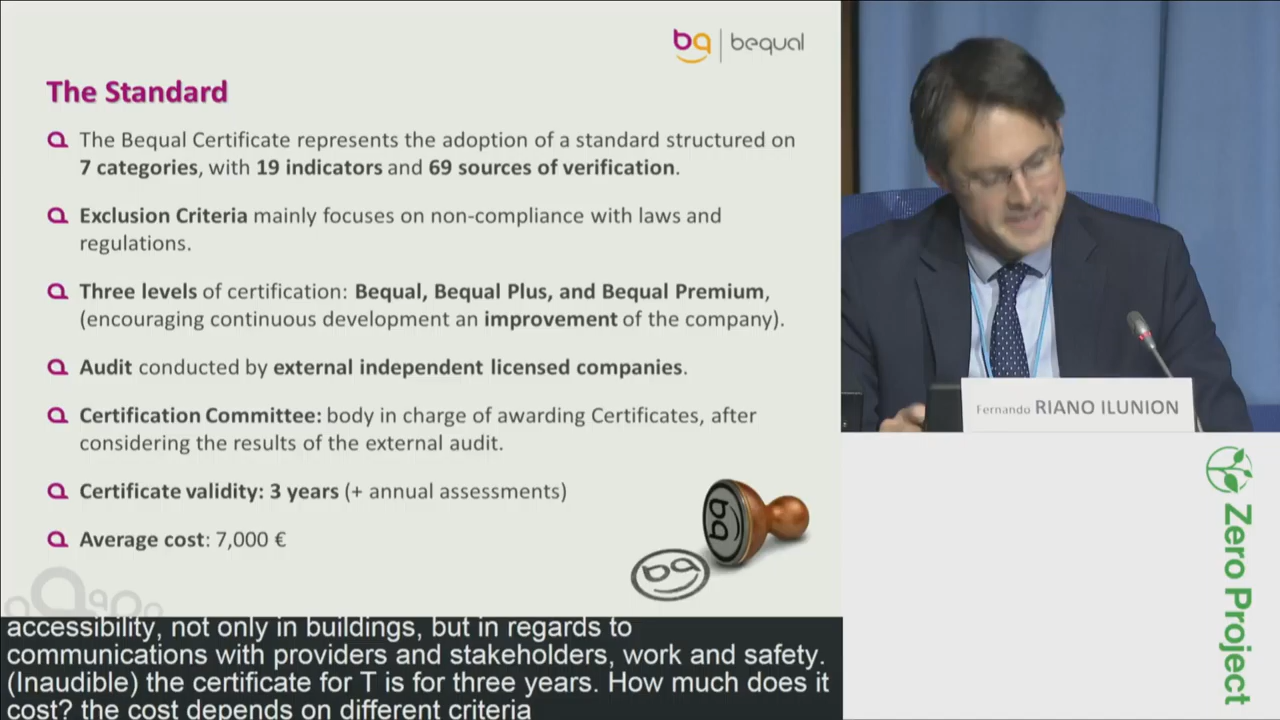 bq | bequal
The Standard
The Bequal Certificate represents the adoption of a standard structured on
7 categories, with 19 indicators and 69 sources of verification.
Exclusion Criteria mainly focuses on non-compliance with laws and
regulations.
Three levels of certification: Bequal, Bequal Plus, and Bequal Premium,
(encouraging continuous development an improvement of the company).
Audit conducted by external independent licensed companies.
Certification Committee: body in charge of awarding Certificates, after
considering the results of the external audit.
Certificate validity: 3 years (+ annual assessments)
Average cost: 7,000 €
bq
bq
accessibility, not only in buildings, but in regards to
communications with providers and stakeholders, work and safety.
(Inaudible) the certificate for T is for three years. How much does it
cost? the cost depends on different criteria
Fernando RIANO ILUNION
Zero Project